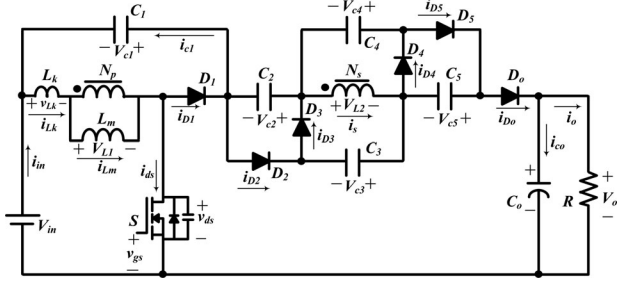 C1
−Vc1+
ic1
−Vc4+
C4
iD5
D5
Lk
+ vLk −
iLk
Np
Lm
+ VL1 −
iLm
D1
iD1
C2
−Vc2+
Ns
+VL2−
is
D4
iD4
C5
−Vc5+
Do
iDo
io
D3
iD3
iD2
D2
C3
−Vc3+
iin
Vin
ids
S
+
vgs
−
+
vds
−
ico
+
Co
−
R
+
Vo
−